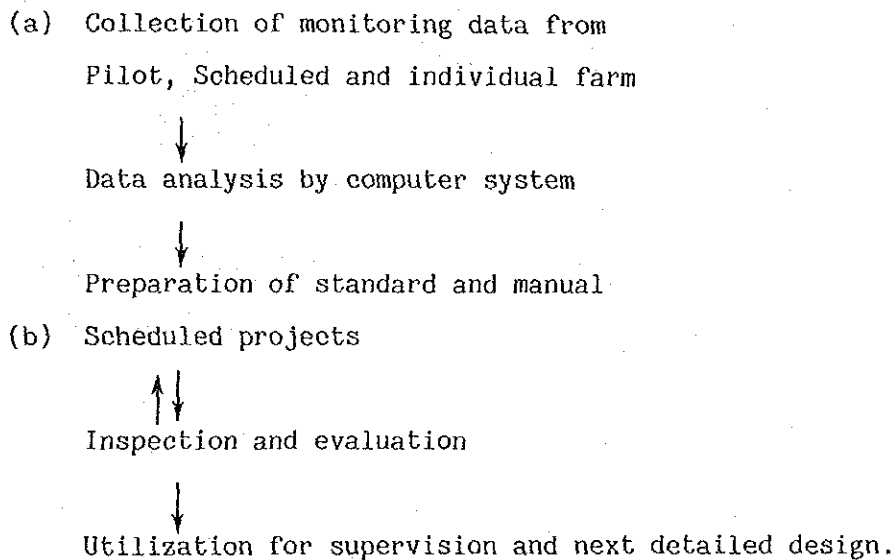 (a) Collection of monitoring data from
Pilot, Scheduled and individual farm
↓
Data analysis by computer system
↓
Preparation of standard and manual
(b) Scheduled projects
↑↓
Inspection and evaluation
↓
Utilization for supervision and next detailed design.